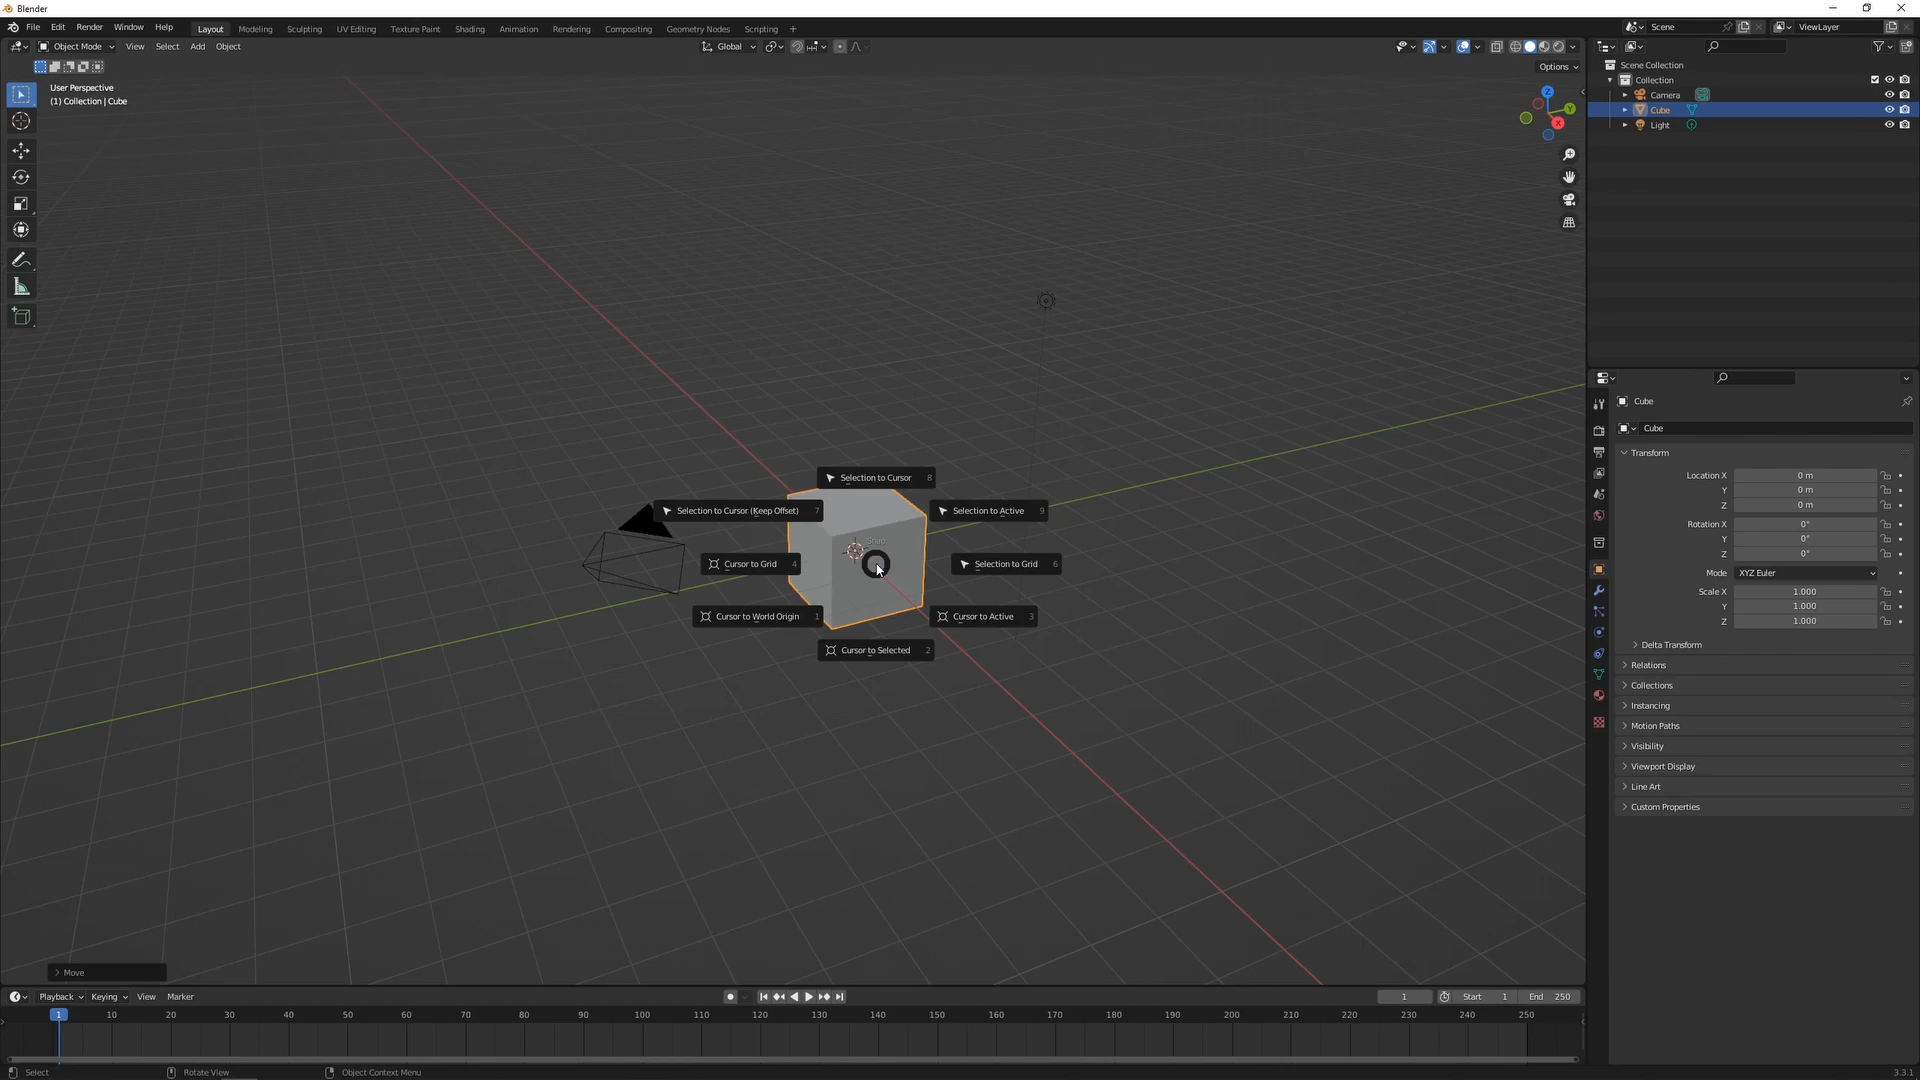 Blender
File Edit Render Window Help
Layout Modeling Sculpting UV Editing Texture Paint Shading Animation Rendering Compositing Geometry Nodes Scripting +
Scene
ViewLayer
Object Mode View Select Add Object
Global
Options
User Perspective
(1) Collection | Cube
Z
Y
X
Scene Collection
Collection
Camera
Cube
Light
Selection to Cursor 8
Selection to Cursor (Keep Offset) 7
Selection to Active 9
Snap
Cursor to Grid 4
Selection to Grid 6
Cursor to World Origin 1
Cursor to Active 3
Cursor to Selected 2
Cube
Cube
Transform
Location X 0 m
Y 0 m
Z 0 m
Rotation X 0°
Y 0°
Z 0°
Mode XYZ Euler
Scale X 1.000
Y 1.000
Z 1.000
Delta Transform
Relations
Collections
Instancing
Motion Paths
Visibility
Viewport Display
Line Art
Custom Properties
Move
Playback Keying View Marker
1 Start 1 End 250
1 10 20 30 40 50 60 70 80 90 100 110 120 130 140 150 160 170 180 190 200 210 220 230 240 250
Select Rotate View Object Context Menu 3.3.1